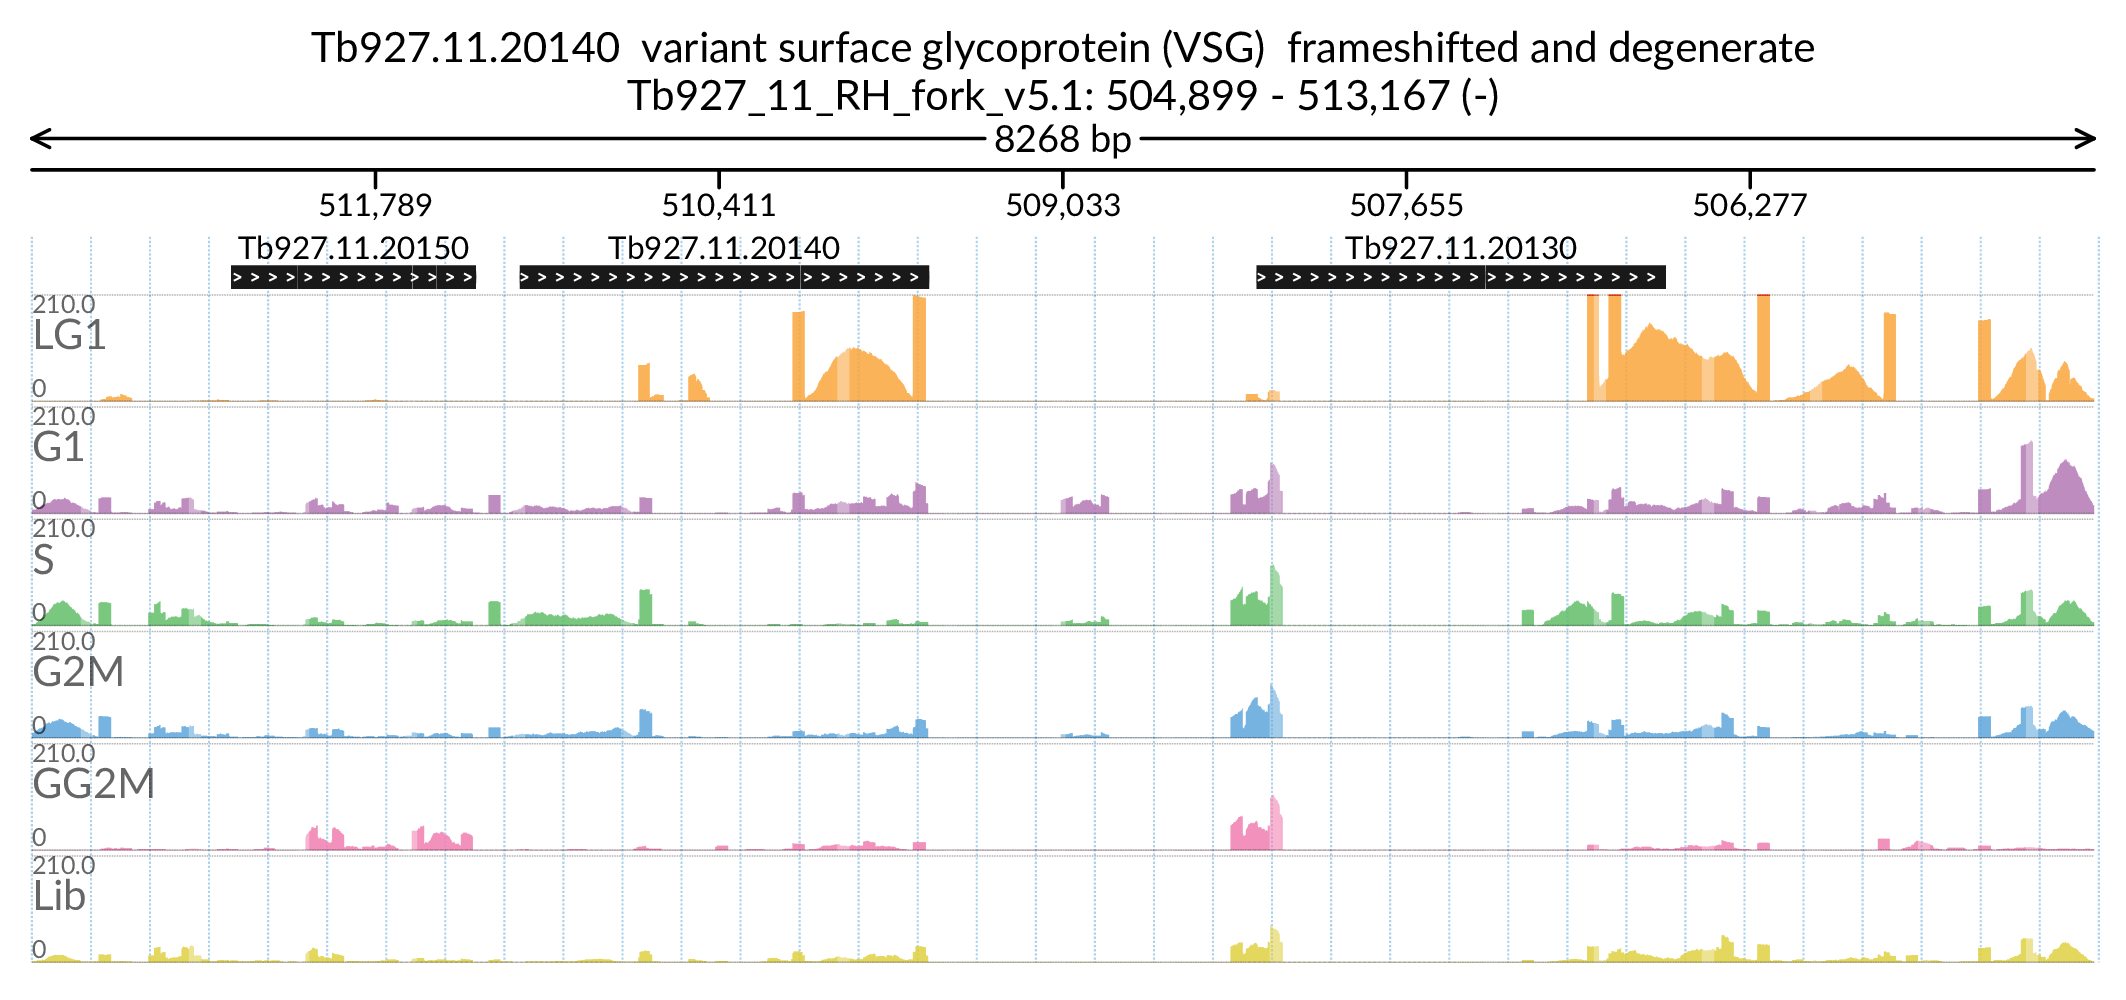 Tb927.11.20140 variant surface glycoprotein (VSG) frameshifted and degenerate
Tb927_11_RH_fork_v5.1: 504,899 - 513,167 (-)
8268 bp
511,789 510,411 509,033 507,655 506,277
Tb927.11.20150 Tb927.11.20140 Tb927.11.20130
210.0
LG1
0
210.0
G1
0
210.0
S
0
210.0
G2M
0
210.0
GG2M
0
210.0
Lib
0